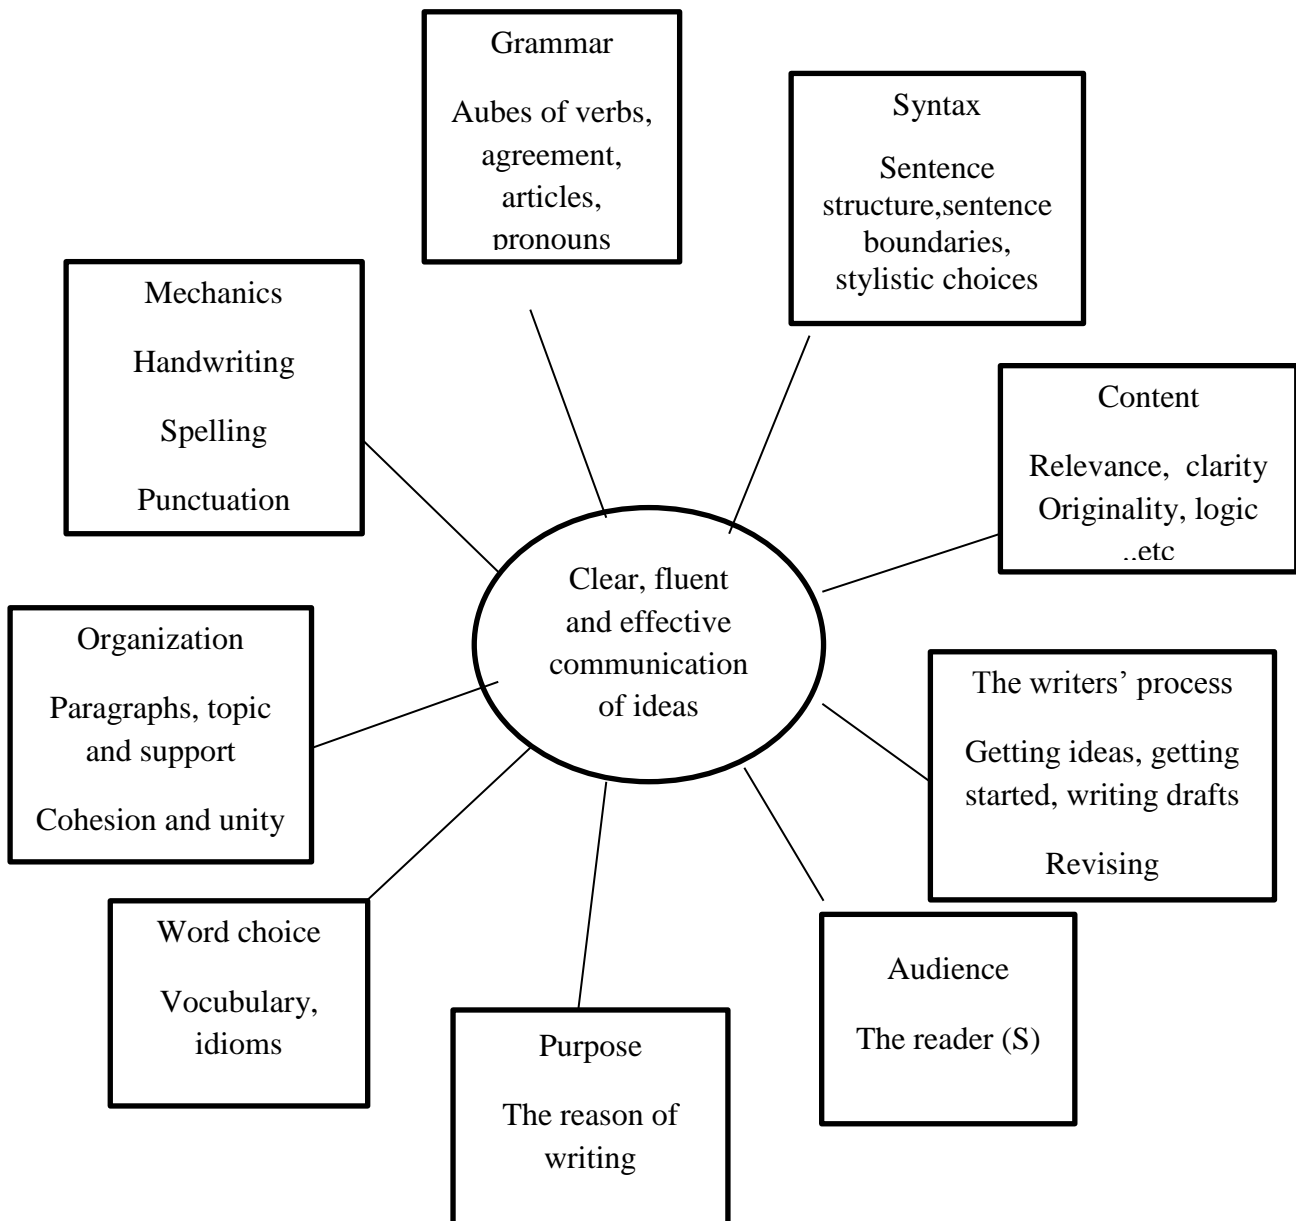 Grammar
Aubes of verbs,
agreement,
articles,
pronouns
Syntax
Sentence
structure,sentence
boundaries,
stylistic choices
Mechanics
Handwriting
Spelling
Punctuation
Content
Relevance, clarity
Originality, logic
..etc
Clear, fluent
and effective
communication
of ideas
Organization
Paragraphs, topic
and support
Cohesion and unity
The writers’ process
Getting ideas, getting
started, writing drafts
Revising
Word choice
Vocubulary,
idioms
Purpose
The reason of
writing
Audience
The reader (S)